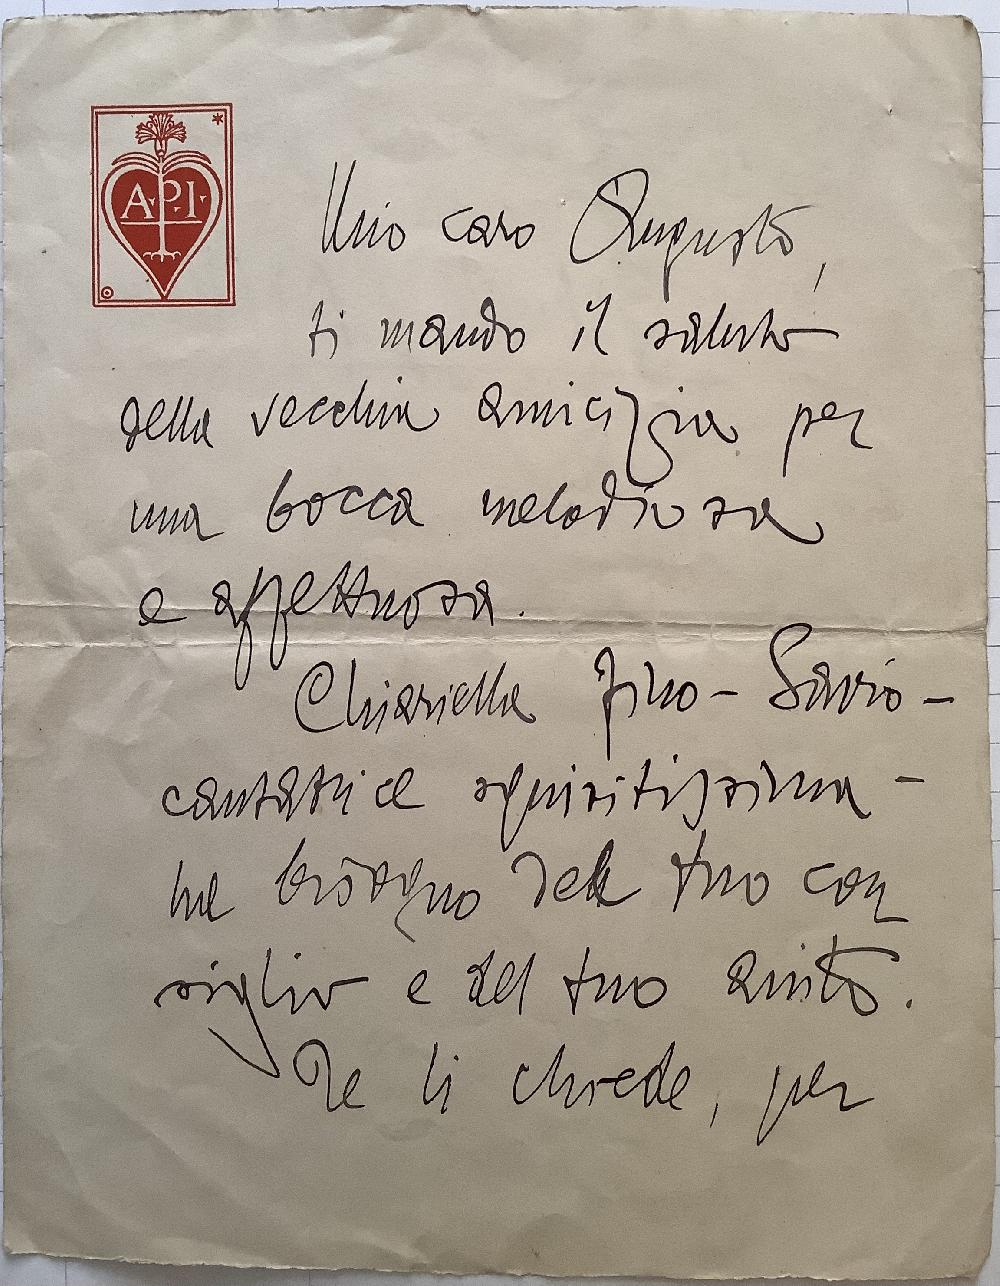 A·P·I·
Mio caro Augusto,
ti mando il saluto
della vecchia amicizia per
una bocca melodiosa
e affettuosa.
Chiarella Fino-Savio-
cantatrice squisitissima-
ha bisogno del tuo con
siglio e del tuo aiuto.
Te li chiede, per